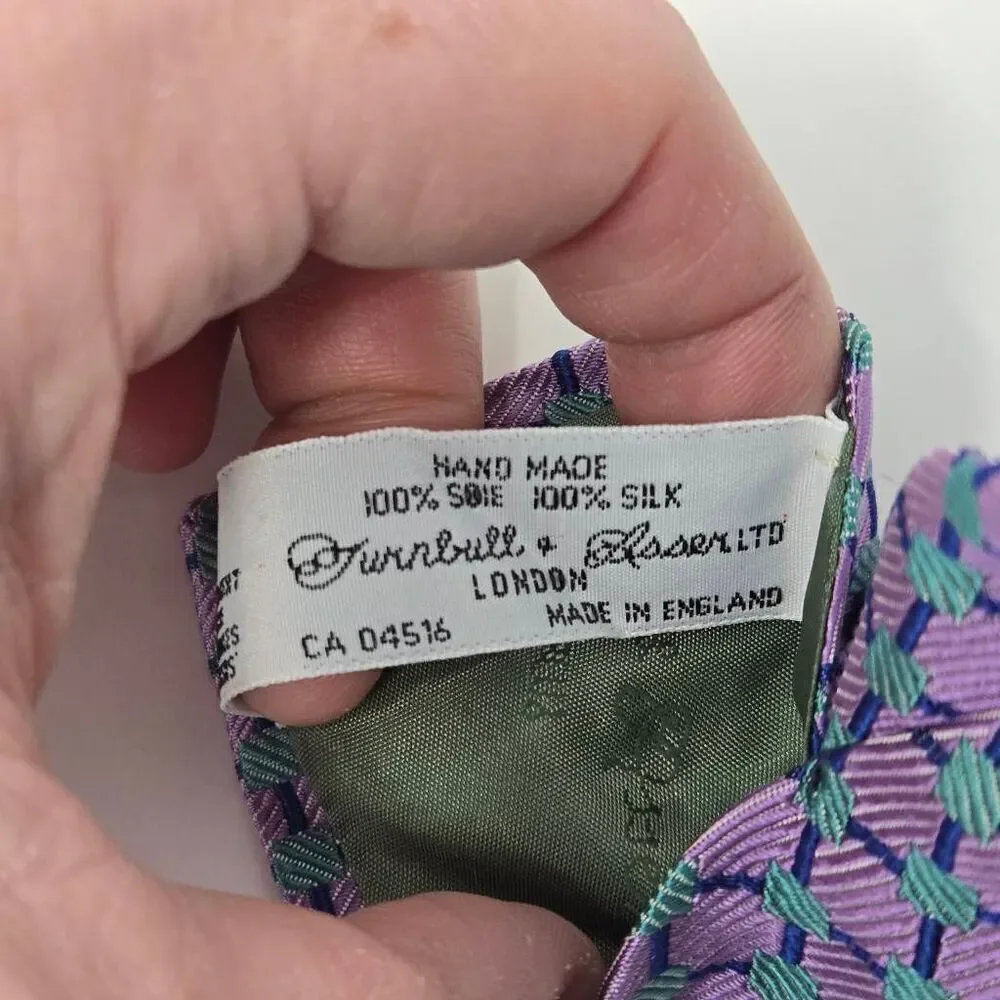 HAND MADE
100% SOIE 100% SILK
Turnbull & Asser LTD
LONDON
MADE IN ENGLAND
CA 04516